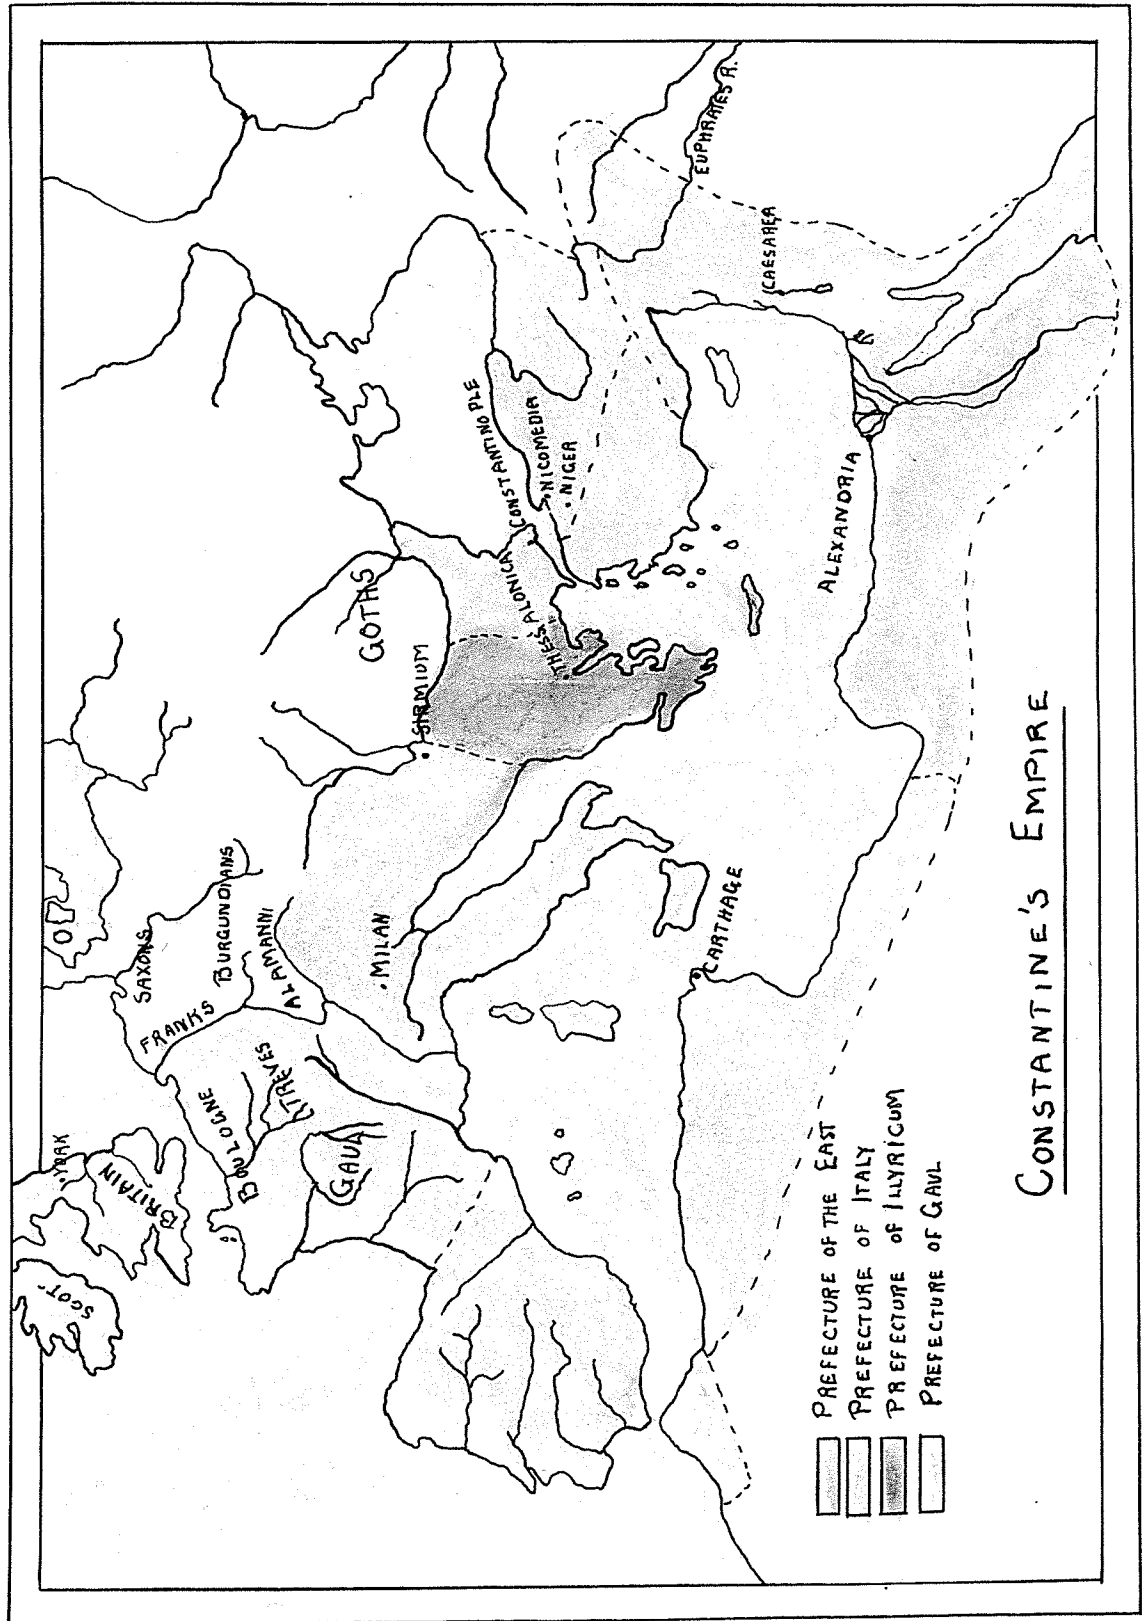 SCOT-
YORK
BRITAIN
BOULOGNE
GAUL
TREVES
FRANKS
SAXONS
BURGUNDIANS
ALAMANNI
MILAN
SIRMIUM
GOTHS
THESSALONICA
CONSTANTINOPLE
NICOMEDIA
NIGER
EUPHRATES R.
CAESAREA
ALEXANDRIA
CARTHAGE
PREFECTURE OF THE EAST
PREFECTURE OF ITALY
PREFECTURE OF ILLYRICUM
PREFECTURE OF GAUL
CONSTANTINE'S EMPIRE